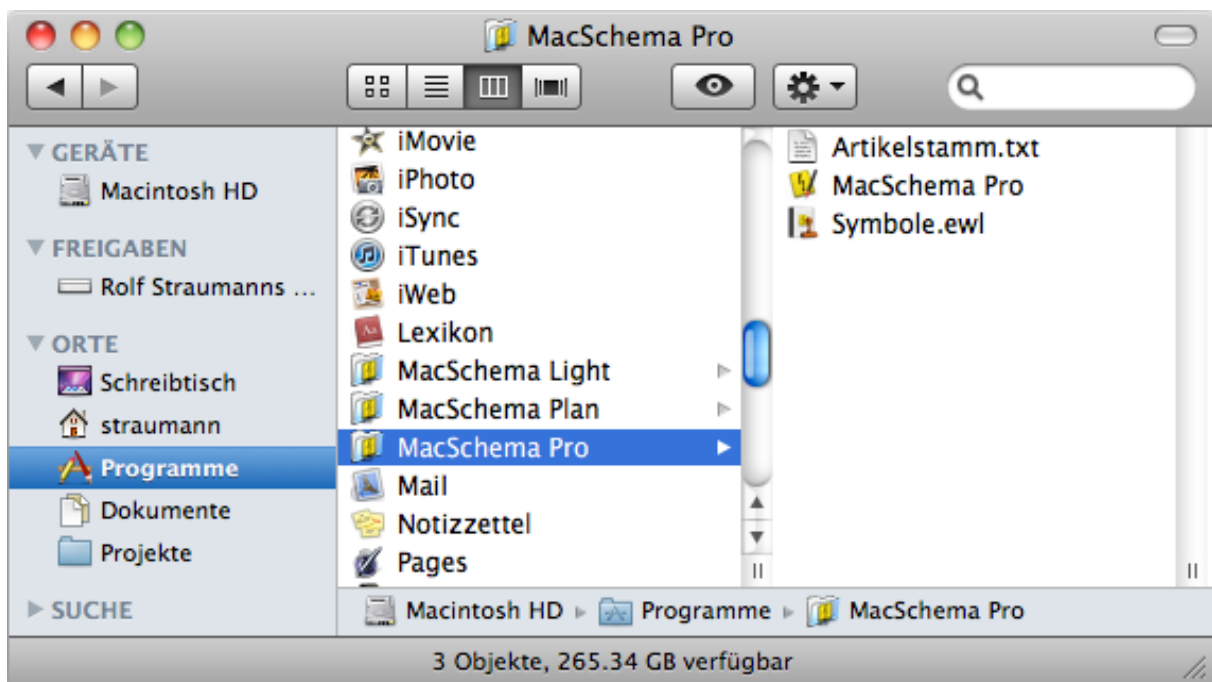 MacSchema Pro
GERÄTE
Macintosh HD
FREIGABEN
Rolf Straumanns ...
ORTE
Schreibtisch
straumann
Programme
Dokumente
Projekte
SUCHE
iMovie
iPhoto
iSync
iTunes
iWeb
Lexikon
MacSchema Light
MacSchema Plan
MacSchema Pro
Mail
Notizzettel
Pages
Artikelstamm.txt
MacSchema Pro
Symbole.ewl
Macintosh HD ▸ Programme ▸ MacSchema Pro
3 Objekte, 265.34 GB verfügbar